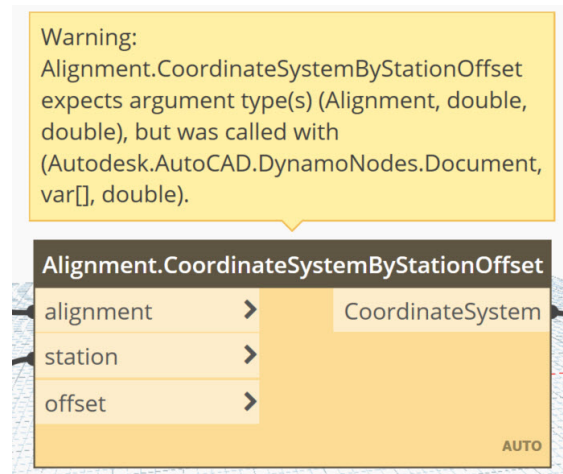 Warning:
Alignment.CoordinateSystemByStationOffset
expects argument type(s) (Alignment, double,
double), but was called with
(Autodesk.AutoCAD.DynamoNodes.Document,
var[], double).
Alignment.CoordinateSystemByStationOffset
alignment > CoordinateSystem
station >
offset >
AUTO